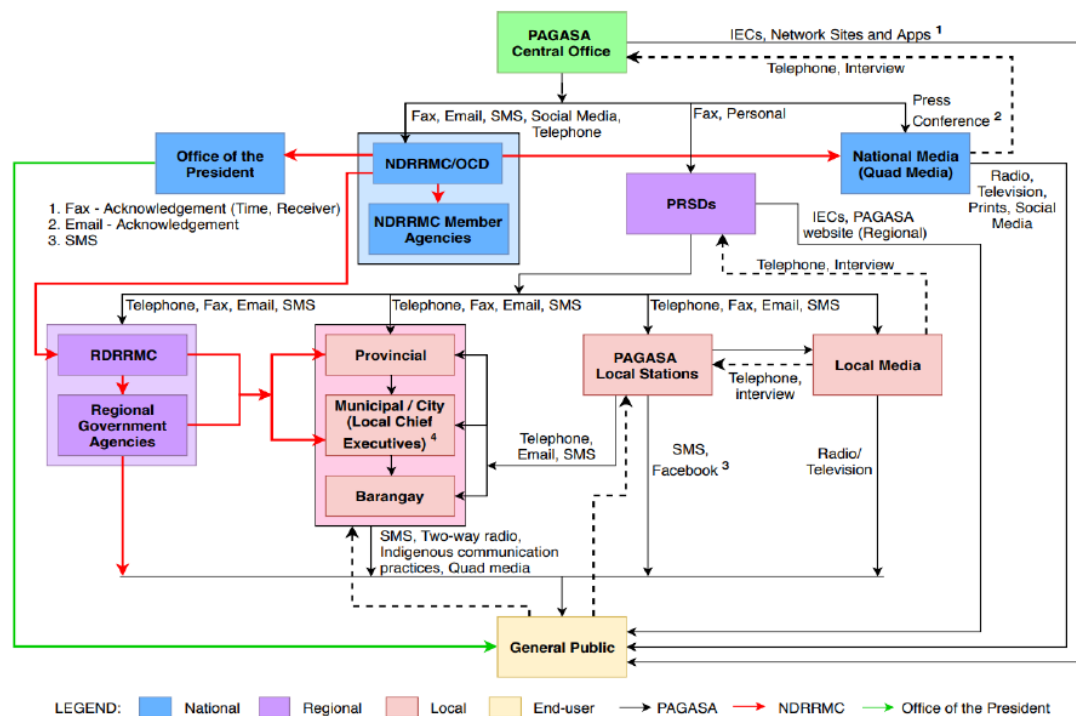 PAGASA
Central Office
IECs, Network Sites and Apps 1
Telephone, Interview
Fax, Email, SMS, Social Media,
Telephone
Fax, Personal
Press
Conference 2
Office of the
President
NDRRMC/OCD
National Media
(Quad Media)
1. Fax - Acknowledgement (Time, Receiver)
2. Email - Acknowledgement
3. SMS
NDRRMC Member
Agencies
PRSDs
Radio,
Television,
Prints, Social
Media
IECs, PAGASA
website (Regional)
Telephone, Interview
Telephone, Fax, Email, SMS
Telephone, Fax, Email, SMS
Telephone, Fax, Email, SMS
RDRRMC
Provincial
PAGASA
Local Stations
Local Media
Telephone,
interview
Regional
Government
Agencies
Municipal / City
(Local Chief
Executives) 4
Telephone,
Email, SMS
SMS,
Facebook 3
Radio/
Television
Barangay
SMS, Two-way radio,
Indigenous communication
practices, Quad media
General Public
LEGEND: National Regional Local End-user PAGASA NDRRMC Office of the President